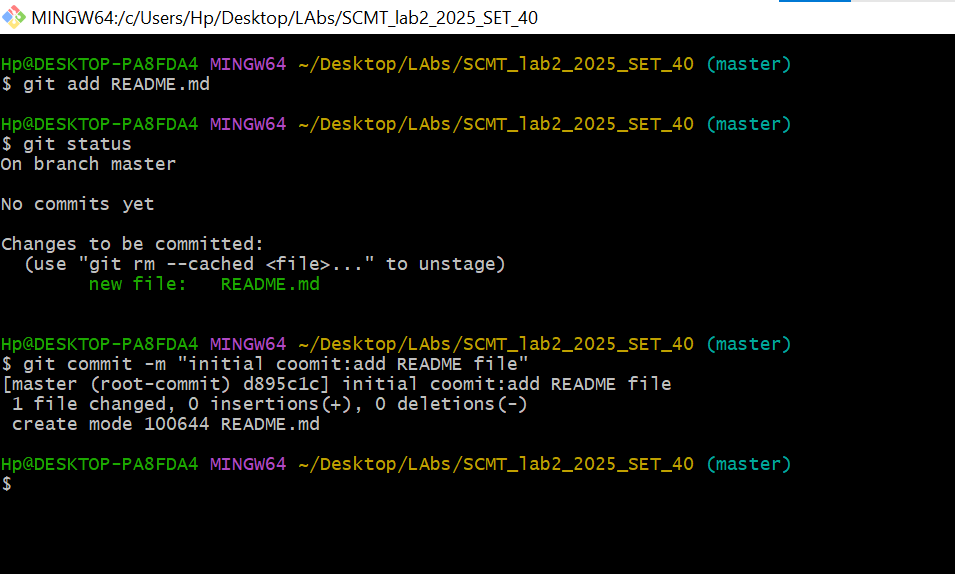 MINGW64:/c/Users/Hp/Desktop/LAbs/SCMT_lab2_2025_SET_40
Hp@DESKTOP-PA8FDA4 MINGW64 ~/Desktop/LAbs/SCMT_lab2_2025_SET_40 (master)
$ git add README.md
Hp@DESKTOP-PA8FDA4 MINGW64 ~/Desktop/LAbs/SCMT_lab2_2025_SET_40 (master)
$ git status
On branch master
No commits yet
Changes to be committed:
  (use "git rm --cached <file>..." to unstage)
        new file:   README.md
Hp@DESKTOP-PA8FDA4 MINGW64 ~/Desktop/LAbs/SCMT_lab2_2025_SET_40 (master)
$ git commit -m "initial coomit:add README file"
[master (root-commit) d895c1c] initial coomit:add README file
 1 file changed, 0 insertions(+), 0 deletions(-)
 create mode 100644 README.md
Hp@DESKTOP-PA8FDA4 MINGW64 ~/Desktop/LAbs/SCMT_lab2_2025_SET_40 (master)
$